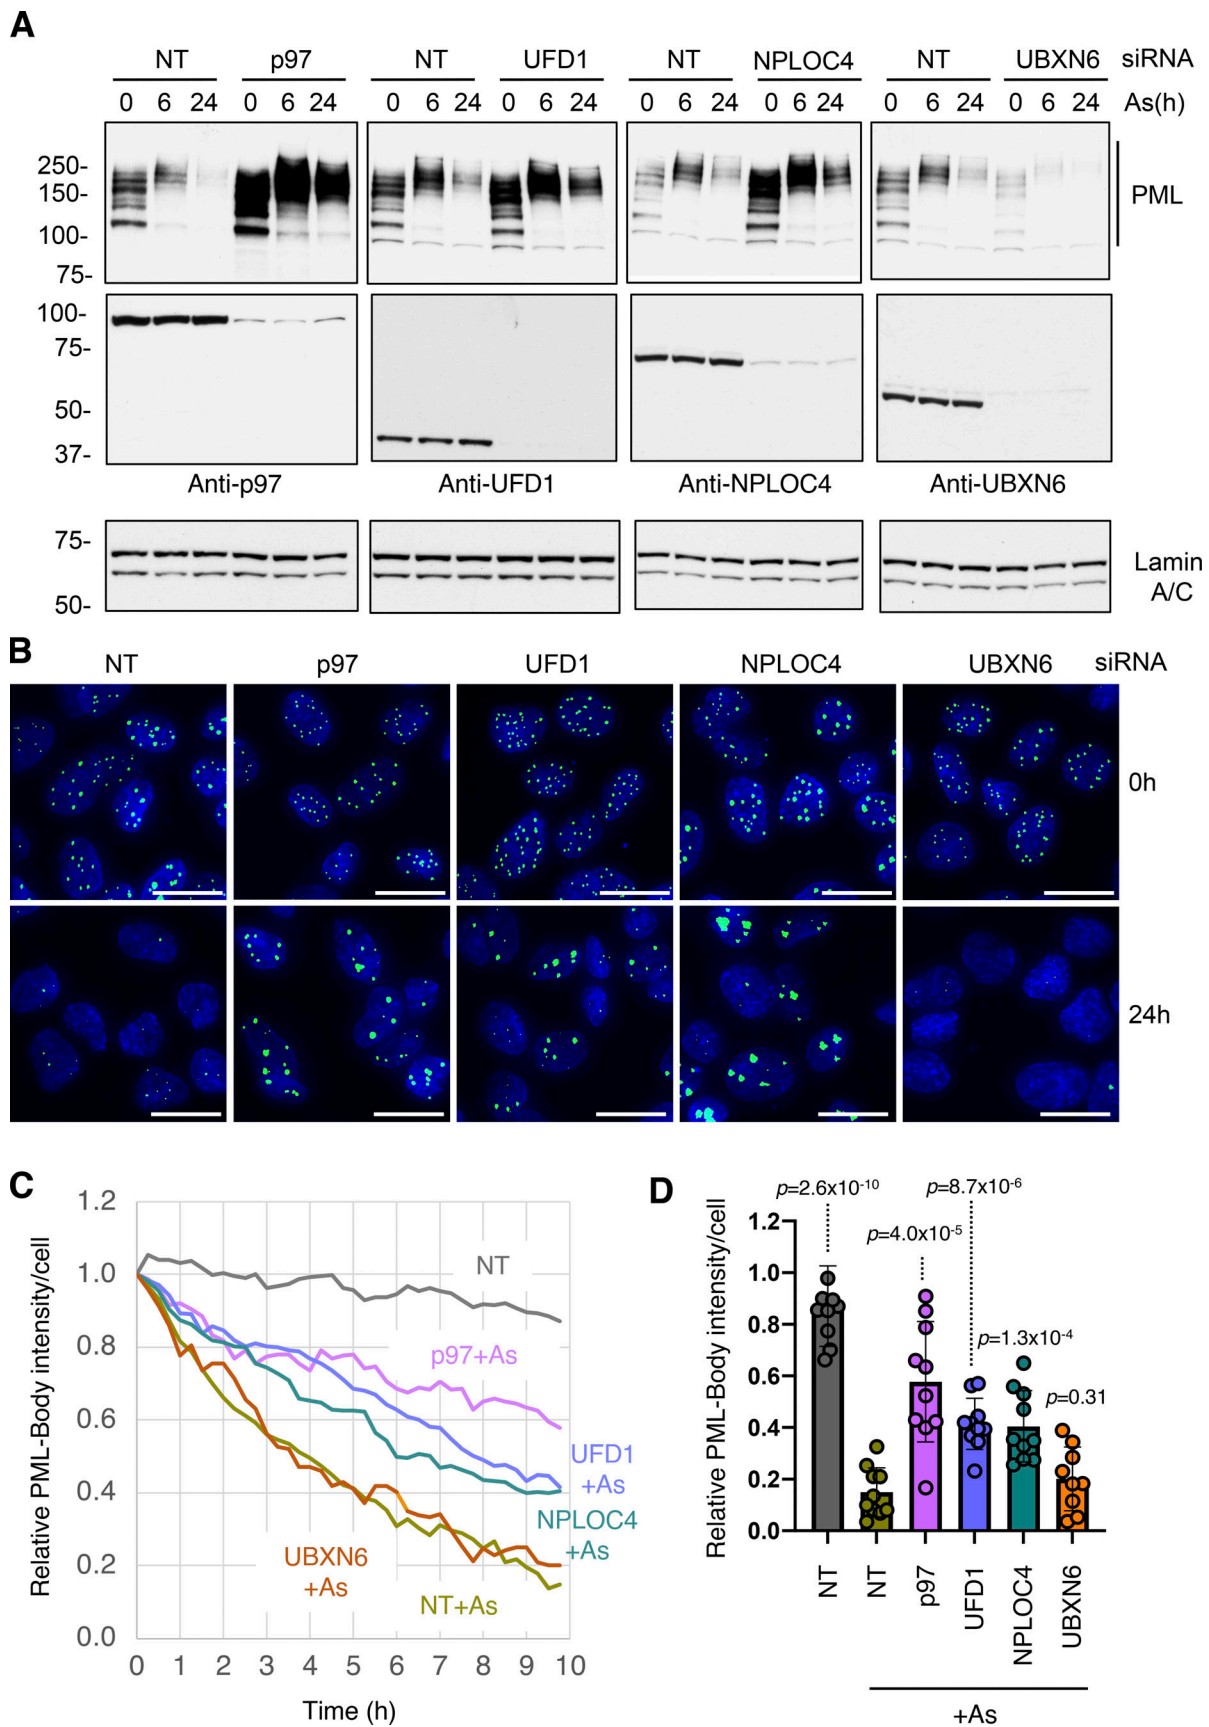 A
NT p97 NT UFD1 NT NPLOC4 NT UBXN6 siRNA
0 6 24 0 6 24 0 6 24 0 6 24 0 6 24 0 6 24 0 6 24 0 6 24 As(h)
250-
150-
100-
75-
PML
100-
75-
50-
37-
Anti-p97 Anti-UFD1 Anti-NPLOC4 Anti-UBXN6
75-
50-
Lamin
A/C
B
NT p97 UFD1 NPLOC4 UBXN6 siRNA
0h
24h
C
Relative PML-Body intensity/cell
1.2
1.0
0.8
0.6
0.4
0.2
0.0
NT
p97+As
UFD1
+As
NPLOC4
+As
UBXN6
+As
NT+As
0 1 2 3 4 5 6 7 8 9 10
Time (h)
D
Relative PML-Body intensity/cell
p=2.6x10-10
p=8.7x10-6
p=4.0x10-5
p=1.3x10-4
p=0.31
1.2
1.0
0.8
0.6
0.4
0.2
0.0
NT NT p97 UFD1 NPLOC4 UBXN6
+As